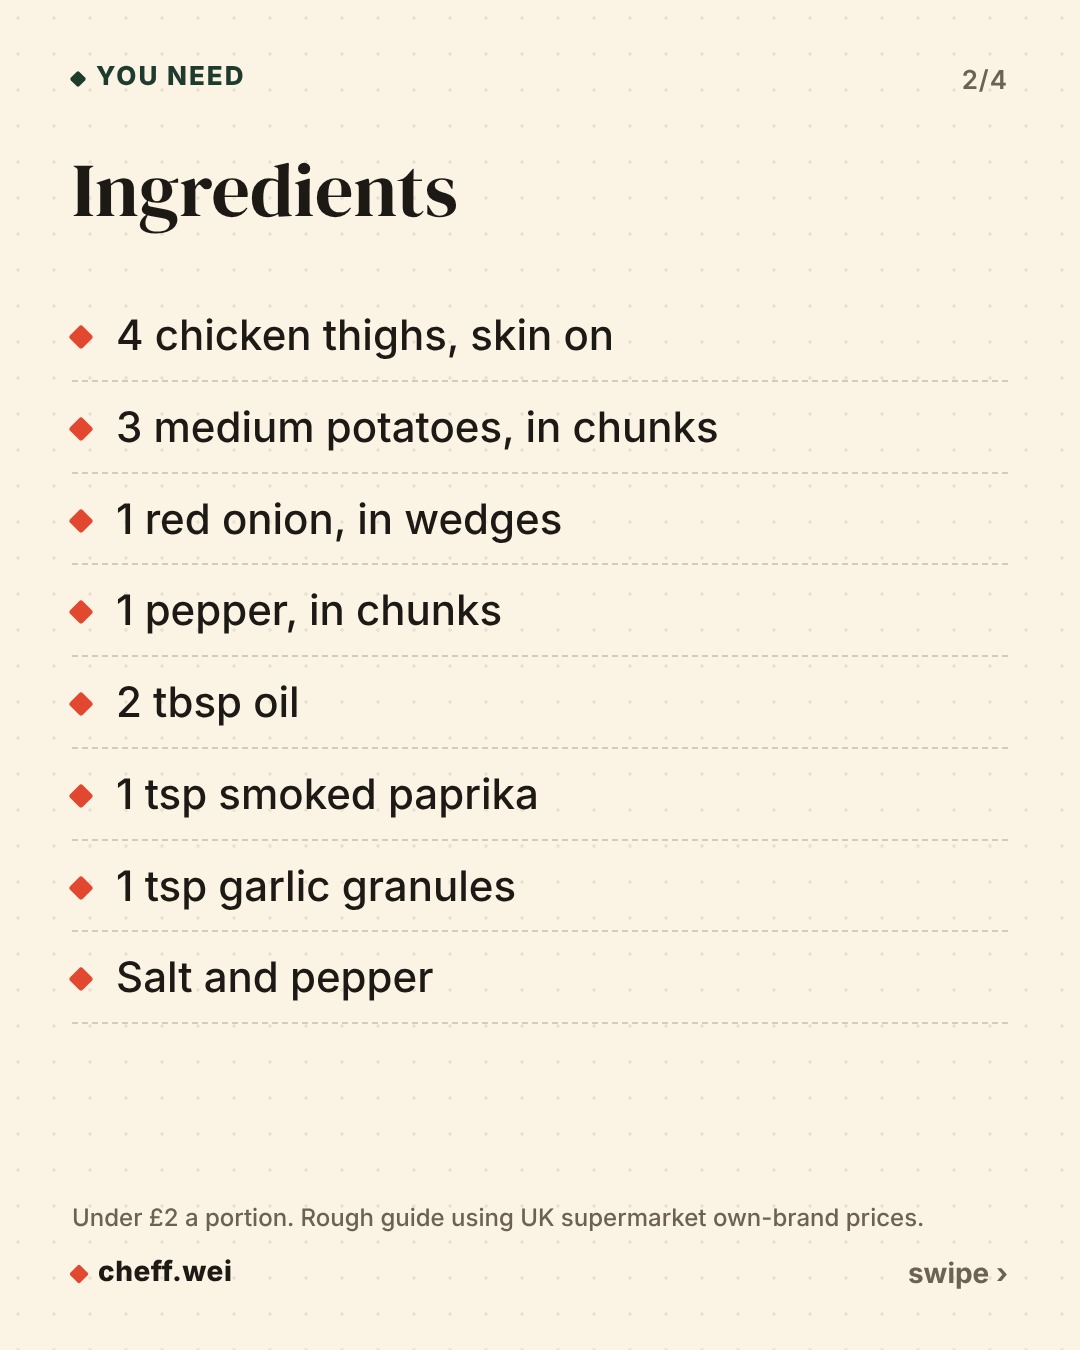 YOU NEED
2/4
Ingredients
4 chicken thighs, skin on
3 medium potatoes, in chunks
1 red onion, in wedges
1 pepper, in chunks
2 tbsp oil
1 tsp smoked paprika
1 tsp garlic granules
Salt and pepper
Under £2 a portion. Rough guide using UK supermarket own-brand prices.
cheff.wei
swipe ›